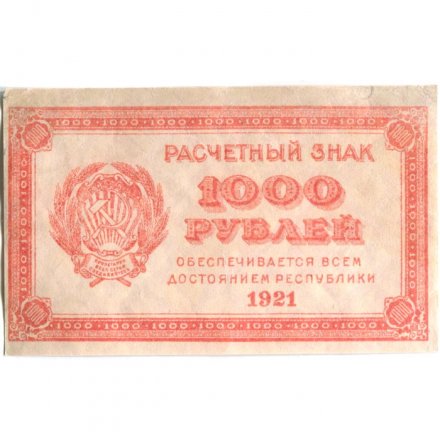 РАСЧЕТНЫЙ ЗНАК
1000
РУБЛЕЙ
ОБЕСПЕЧИВАЕТСЯ ВСЕМ
ДОСТОЯНИЕМ РЕСПУБЛИКИ
1921